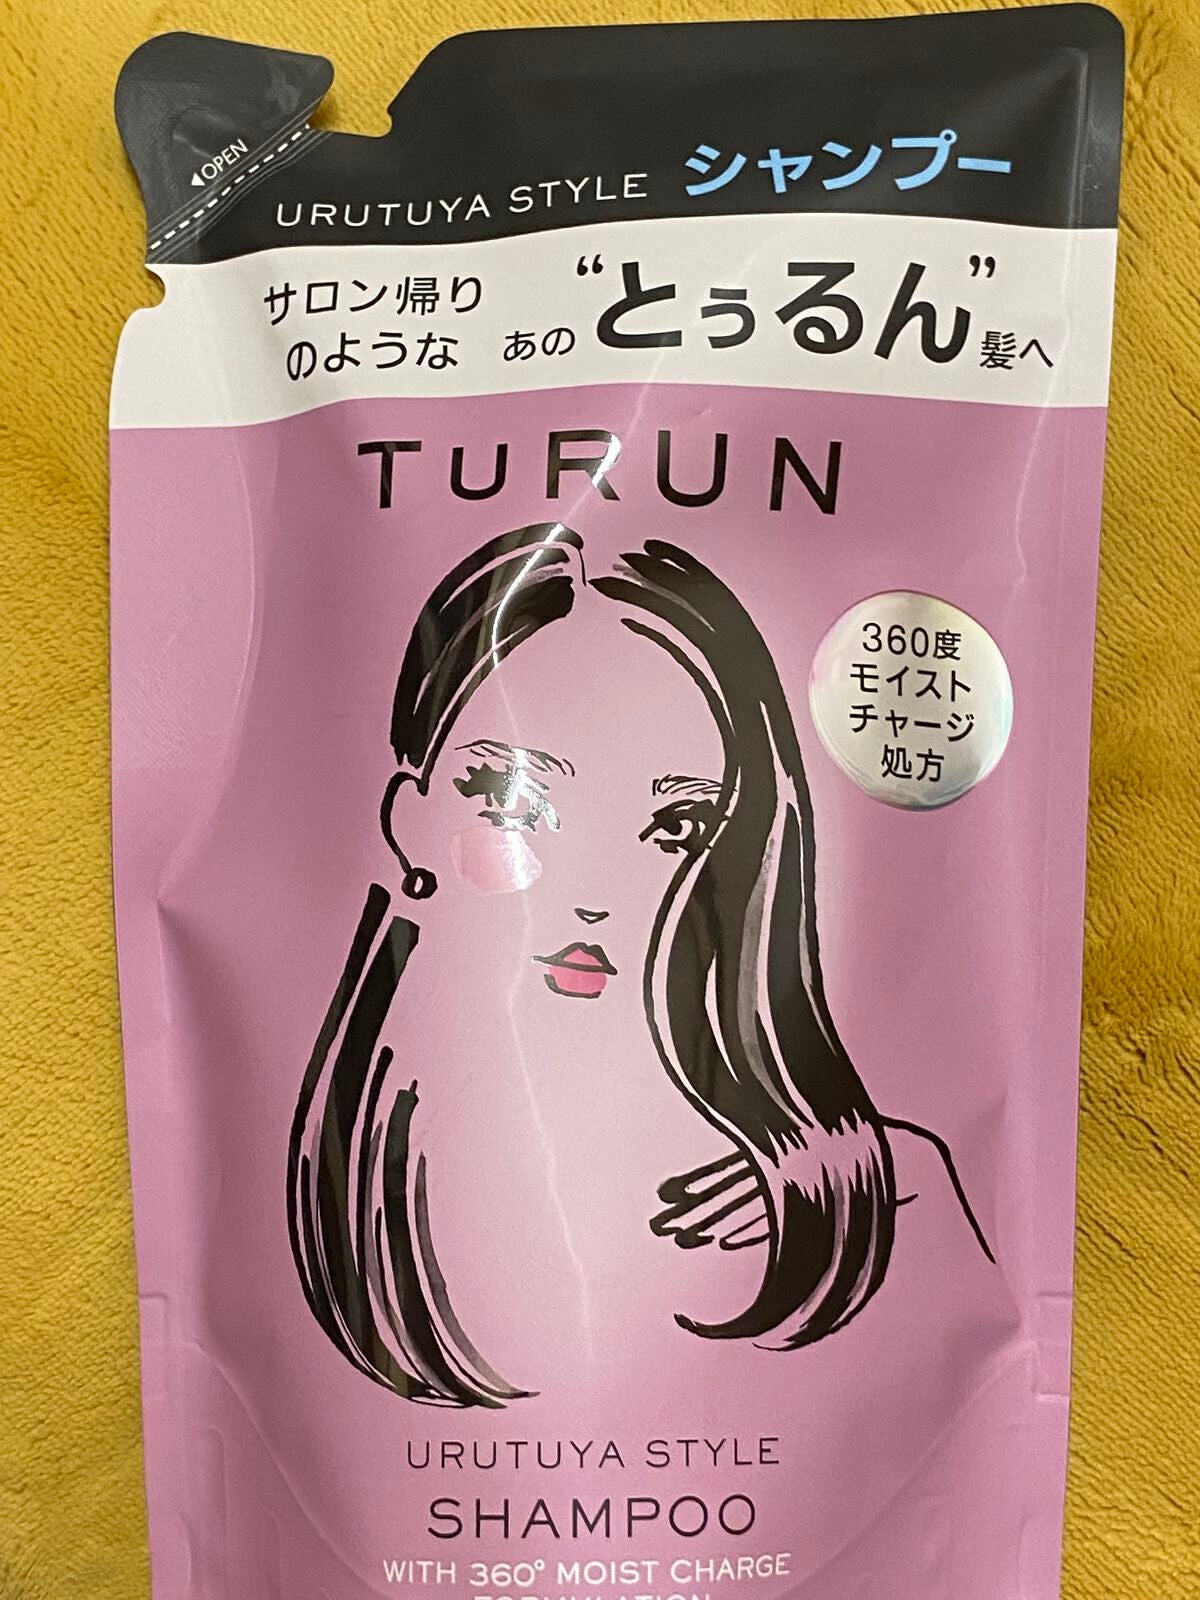 ◀OPEN
URUTUYA STYLE シャンプー
サロン帰り
のような あの“とぅるん”髪へ
TuRUN
360度
モイスト
チャージ
処方
URUTUYA STYLE
SHAMPOO
WITH 360° MOIST CHARGE
FORMULATION